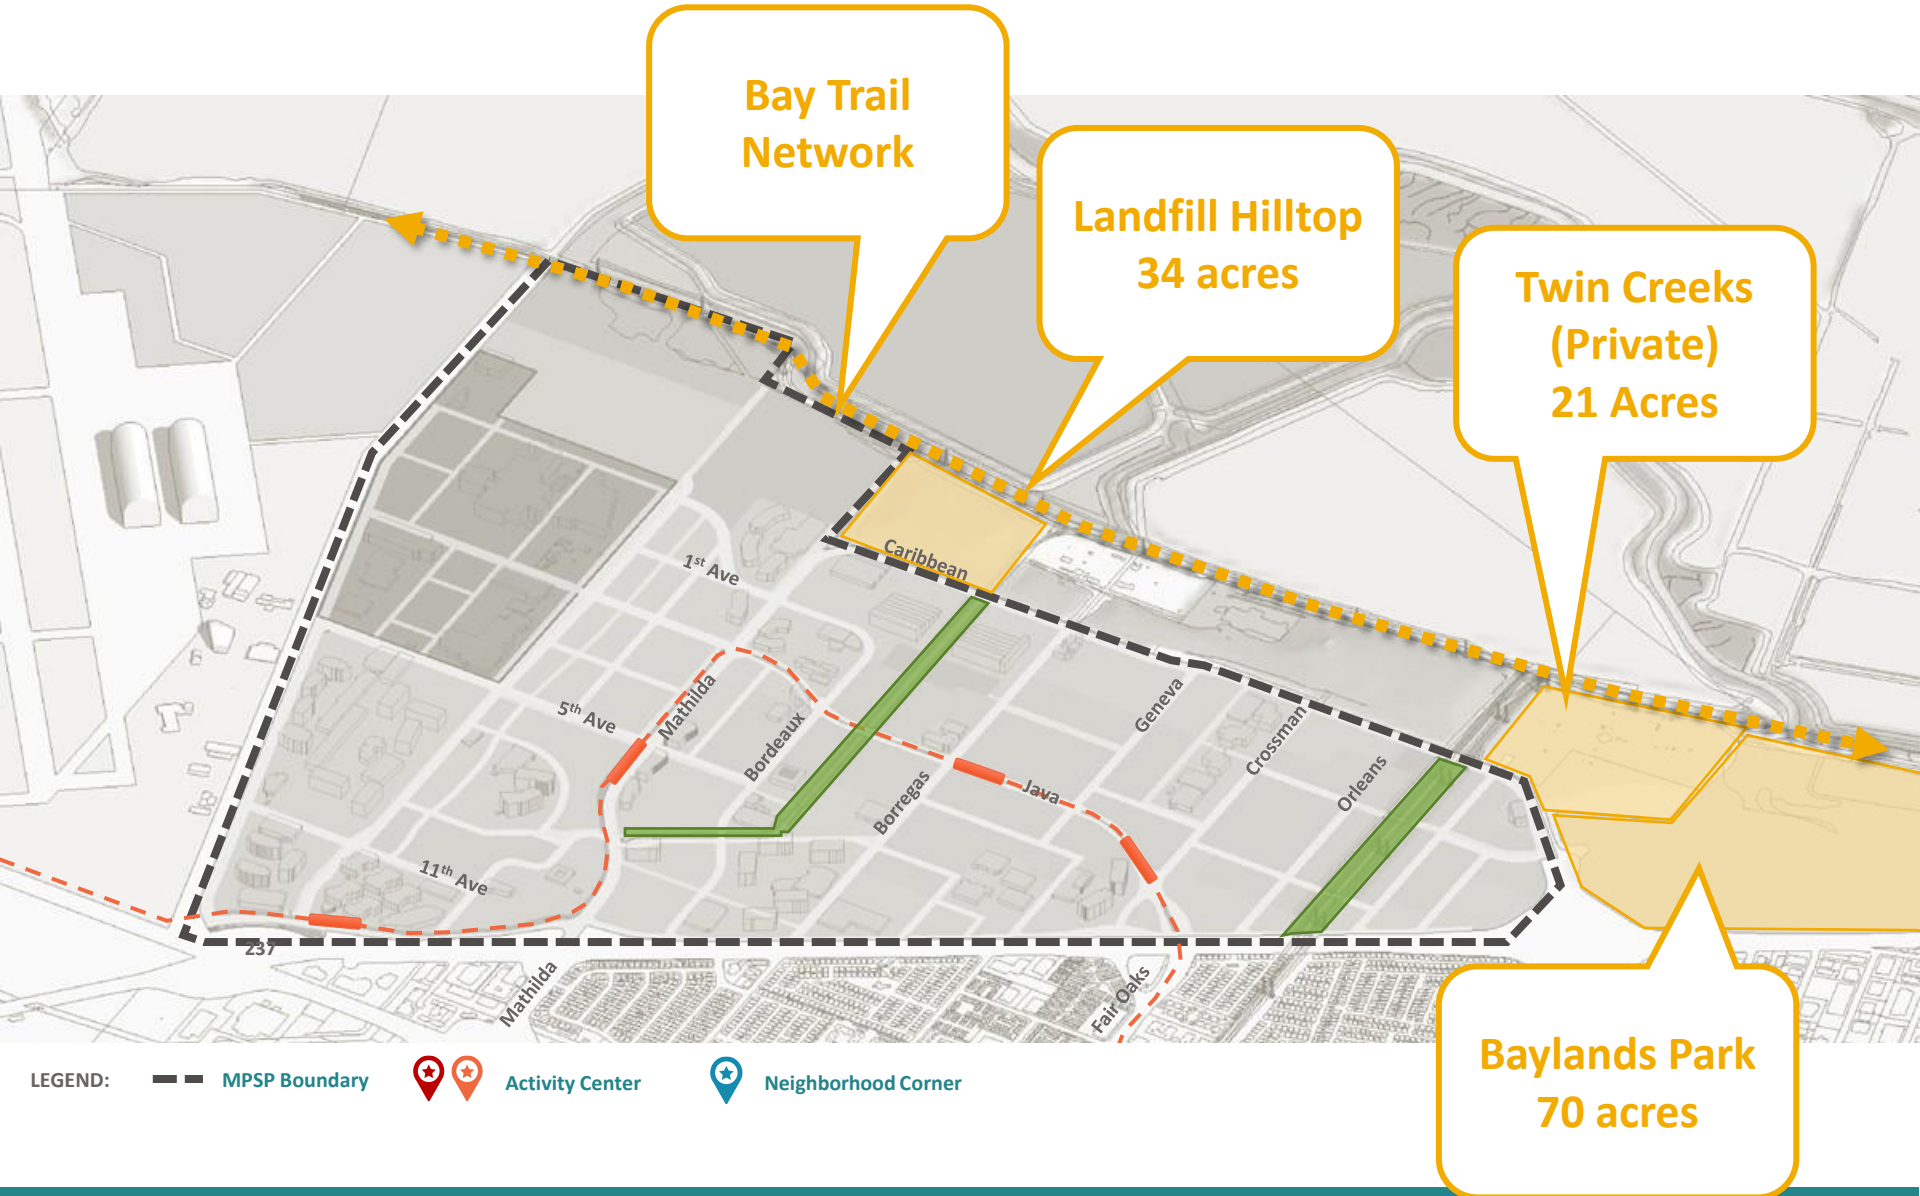 Bay Trail
Network
Landfill Hilltop
34 acres
Twin Creeks
(Private)
21 Acres
Caribbean
1st Ave
5th Ave
Mathilda
Bordeaux
Borregas
Java
Geneva
Crossman
Orleans
11th Ave
237
Mathilda
Fair Oaks
Baylands Park
70 acres
LEGEND:
MPSP Boundary
Activity Center
Neighborhood Corner